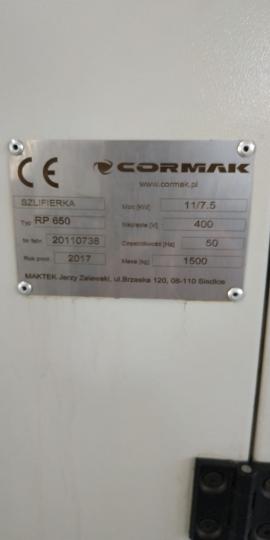 CE CORMAK
www.cormak.pl
SZLIFIERKA Moc [kW] 11/7.5
Typ RP 650 Napięcie [V] 400
Nr fabr. 20110738 Częstotliwość [Hz] 50
Rok prod. 2017 Masa [kg] 1500
MAKTEK Jerzy Zalewski, ul.Brzeska 120, 08-110 Siedlce